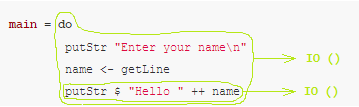 main = do
putStr "Enter your name\n"
name <- getLine
IO ()
putStr $ "Hello " ++ name
IO ()